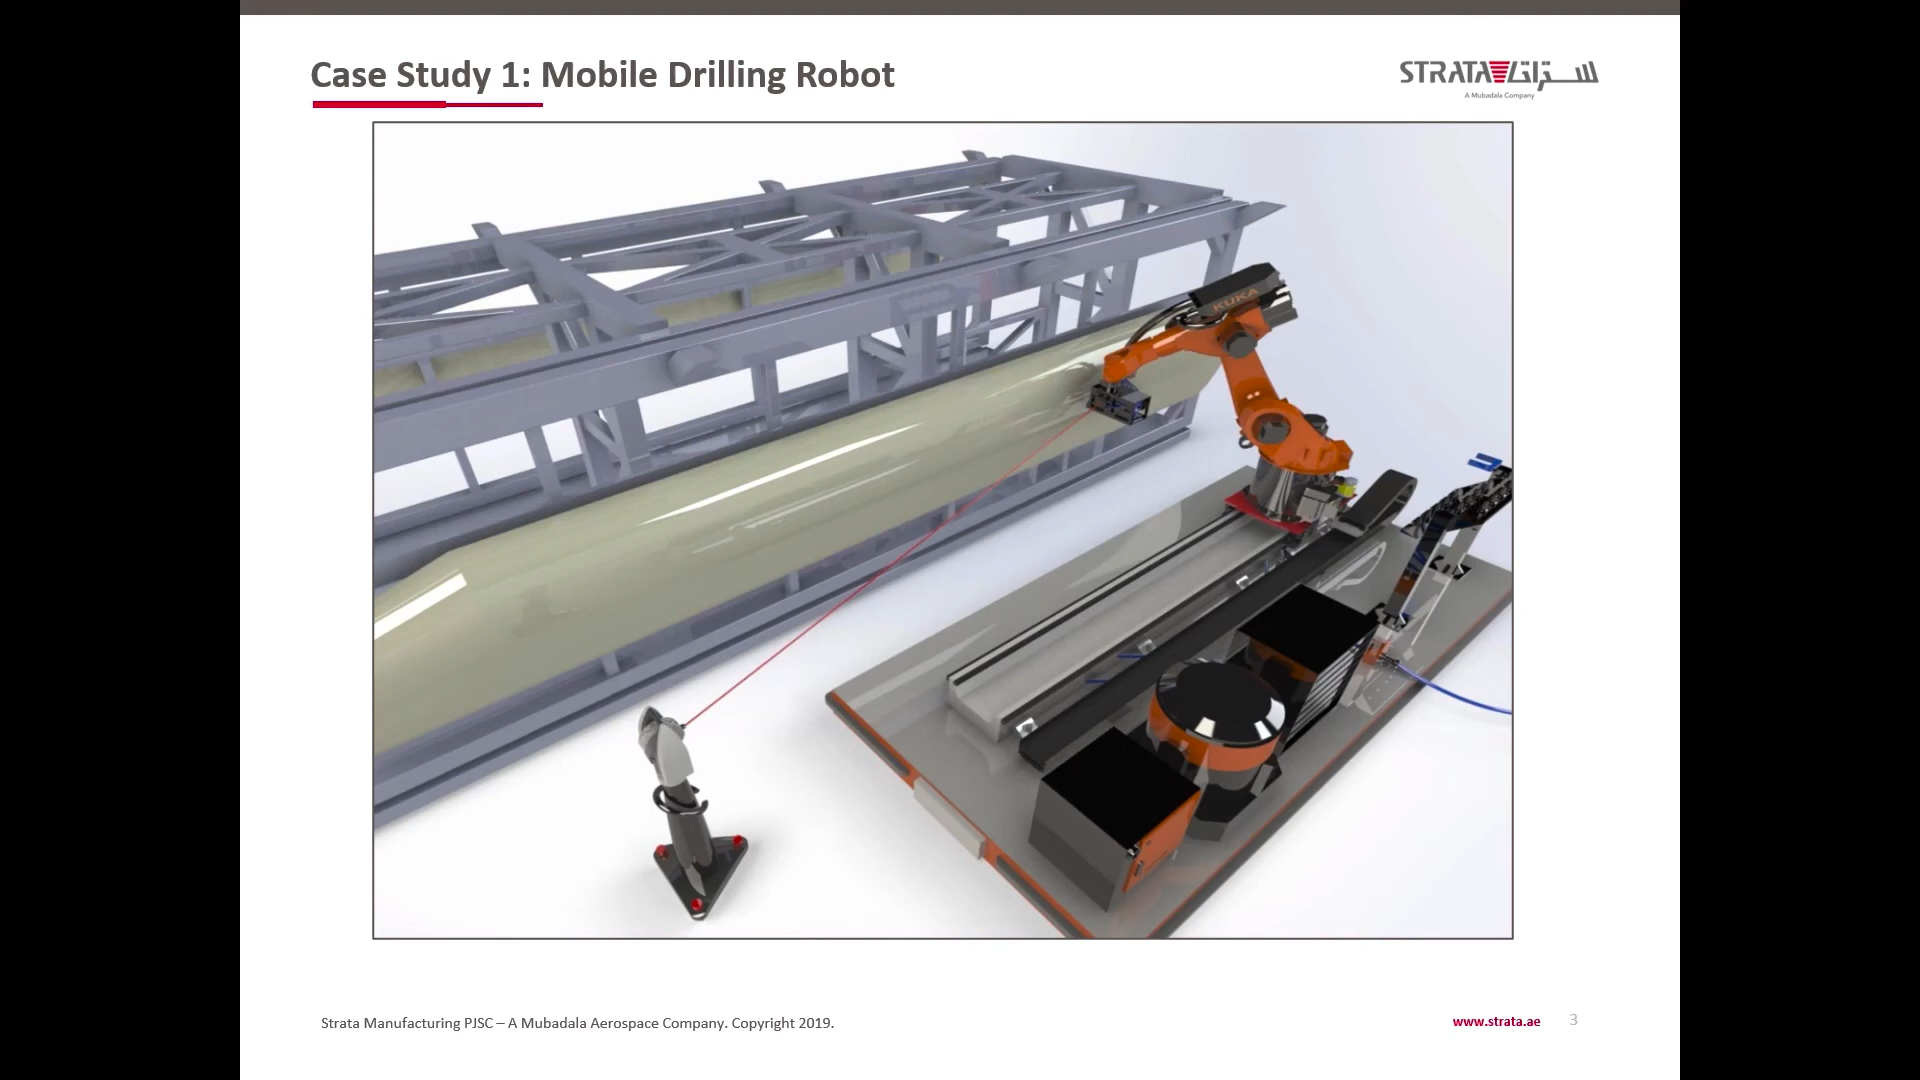 Case Study 1: Mobile Drilling Robot
STRATA ستراتا
A Mubadala Company
KUKA
Strata Manufacturing PJSC – A Mubadala Aerospace Company. Copyright 2019.
www.strata.ae
3